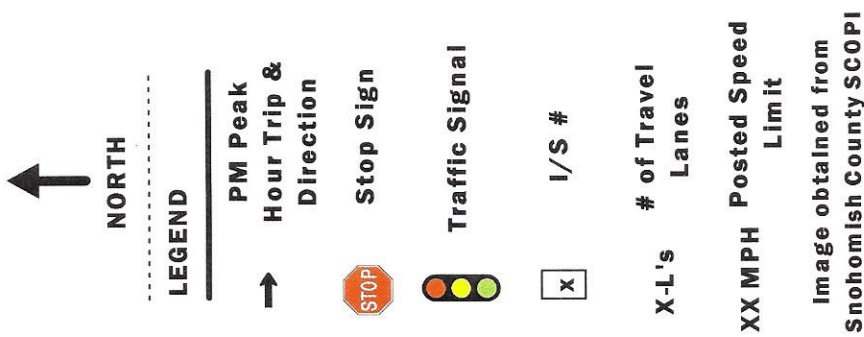 NORTH
LEGEND
PM Peak
Hour Trip &
Direction
STOP Stop Sign
Traffic Signal
X I/S #
X-L's # of Travel
Lanes
XX MPH Posted Speed
Limit
Image obtained from
Snohomish County SCOPI